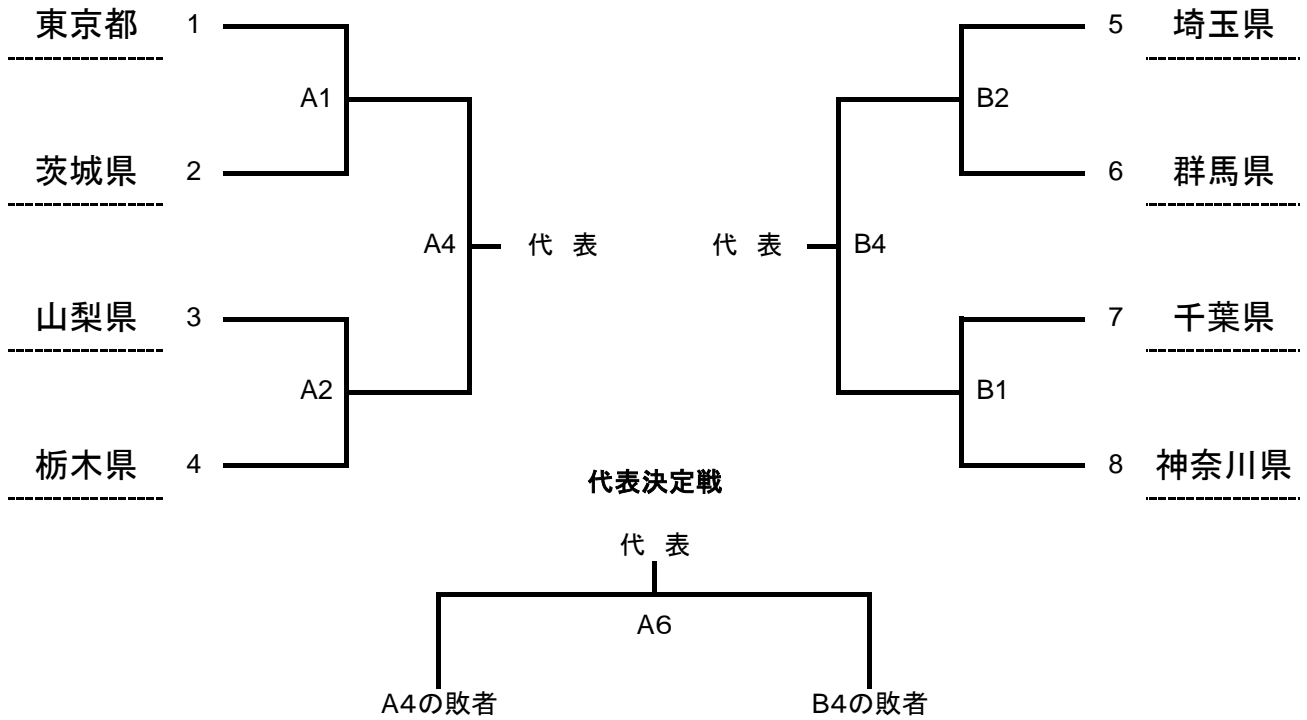 東京都 1
A1
茨城県 2
A4 代 表
山梨県 3
A2
栃木県 4
5 埼玉県
B2
6 群馬県
代 表 B4
7 千葉県
B1
8 神奈川県
代表決定戦
代 表
A6
A4の敗者 B4の敗者